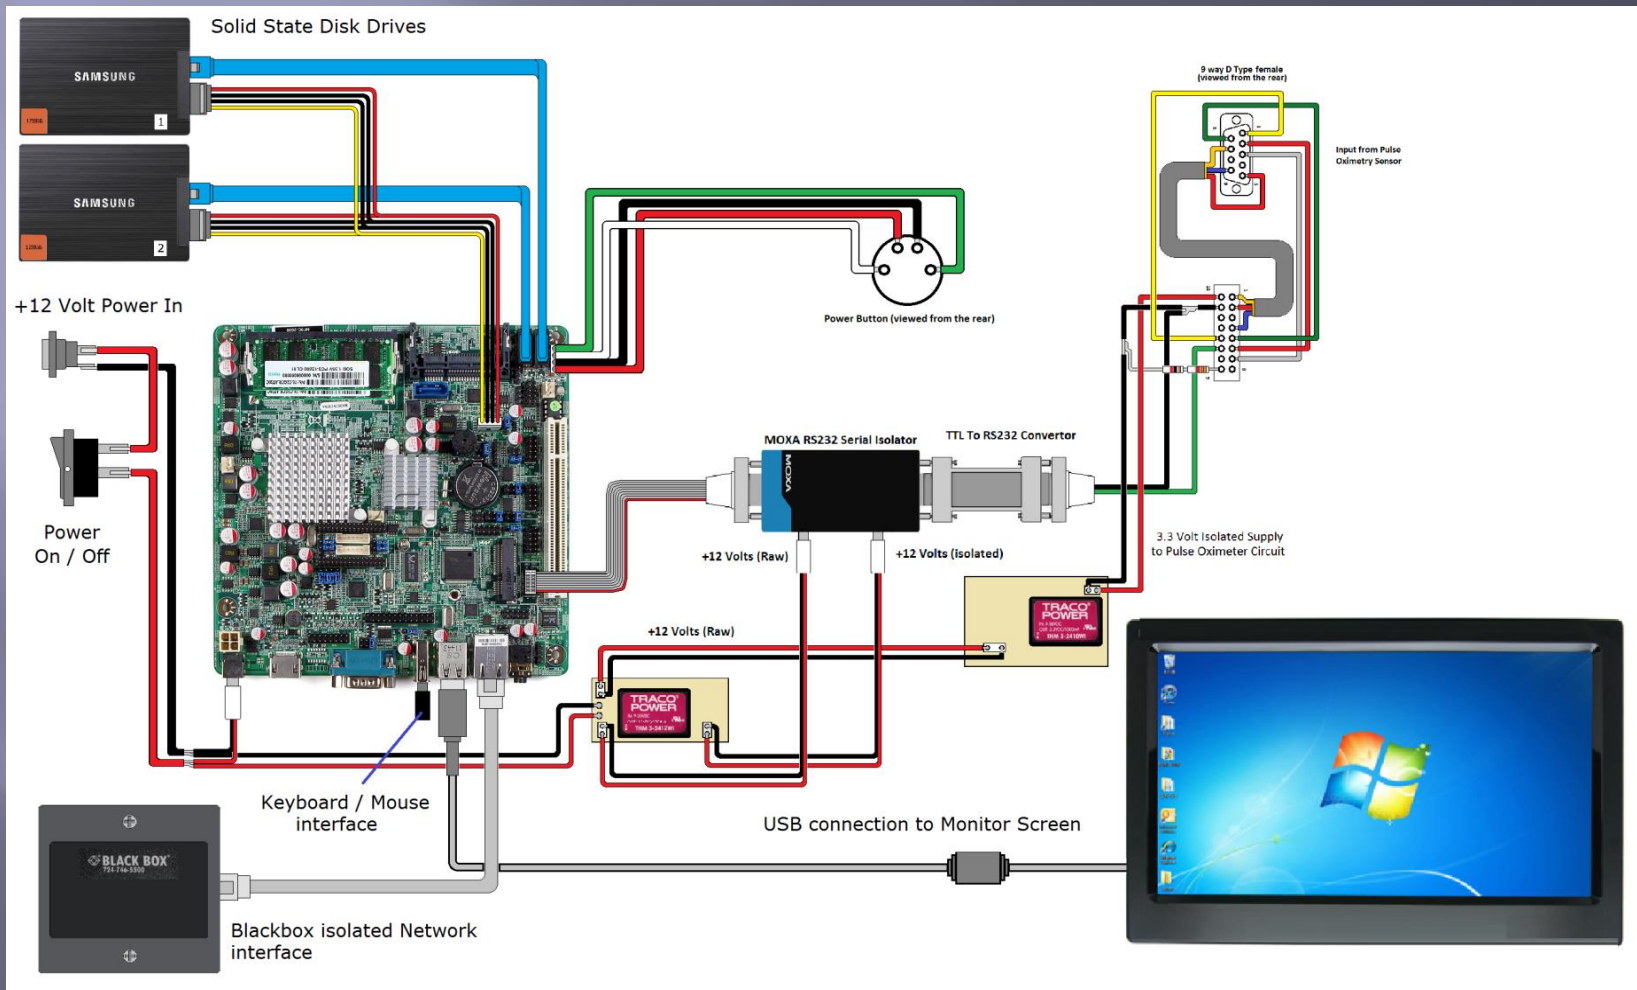 Solid State Disk Drives
SAMSUNG
1
SAMSUNG
2
+12 Volt Power In
Power
On / Off
9 way D Type female
(viewed from the rear)
Input from Pulse
Oximetry Sensor
Power Button (viewed from the rear)
MOXA RS232 Serial Isolator
TTL To RS232 Convertor
MOXA
+12 Volts (Raw)
+12 Volts (isolated)
3.3 Volt Isolated Supply
to Pulse Oximeter Circuit
TRACO
POWER
+12 Volts (Raw)
TRACO
POWER
Keyboard / Mouse
interface
USB connection to Monitor Screen
BLACK BOX
724-746-5500
Blackbox isolated Network
interface